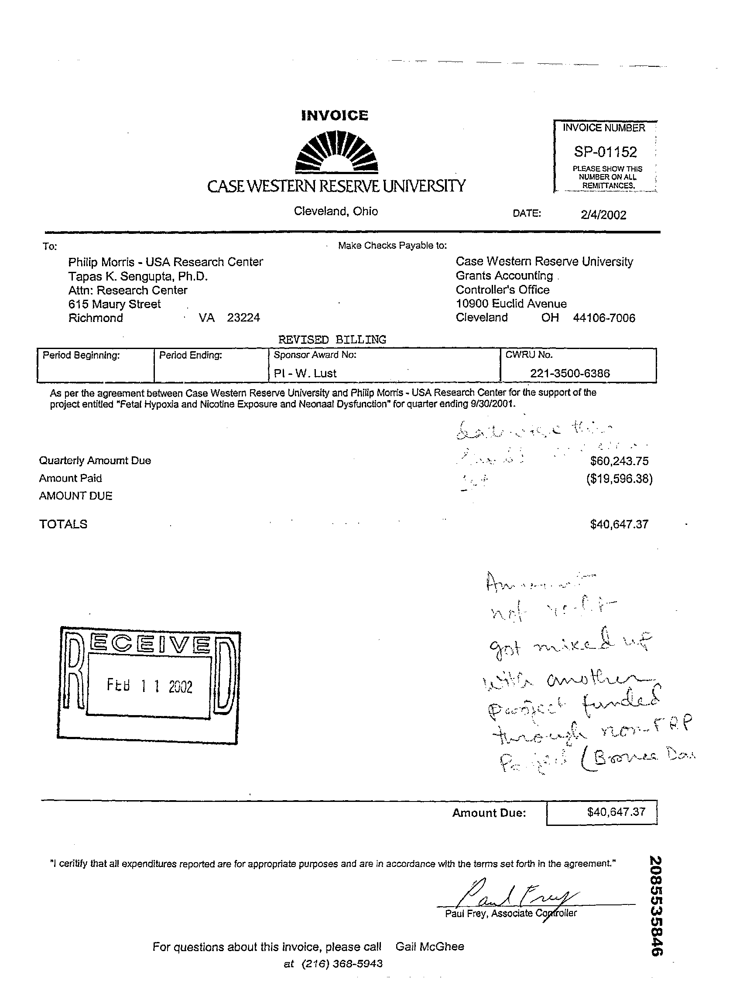 INVOICE
INVOICE NUMBER
SP-01152
PLEASE SHOW THIS
NUMBER ON ALL
REMITTANCES.
CASE WESTERN RESERVE UNIVERSITY
Cleveland, Ohio
DATE: 2/4/2002
To: Make Checks Payable to:
Philip Morris - USA Research Center Case Western Reserve University
Tapas K. Sengupta, Ph.D. Grants Accounting
Attn: Research Center Controller's Office
615 Maury Street 10900 Euclid Avenue
Richmond VA 23224 Cleveland OH 44106-7006
REVISED BILLING
Period Beginning: Period Ending: Sponsor Award No: CWRU No.
PI - W. Lust 221-3500-6386
As per the agreement between Case Western Reserve University and Philip Morris - USA Research Center for the support of the
project entitled "Fetal Hypoxia and Nicotine Exposure and Neonaal Dysfunction" for quarter ending 9/30/2001.
Quarterly Amoumt Due $60,243.75
Amount Paid ($19,596.38)
AMOUNT DUE
TOTALS $40,647.37
not
got mixed up
with another
project funded
through non-
RECEIVED
FEB 11 2002
Amount Due: $40,647.37
"I ceritify that all expenditures reported are for appropriate purposes and are in accordance with the terms set forth in the agreement."
Paul Frey
Paul Frey, Associate Controller
For questions about this invoice, please call Gail McGhee
at (216) 368-5943
2085535846